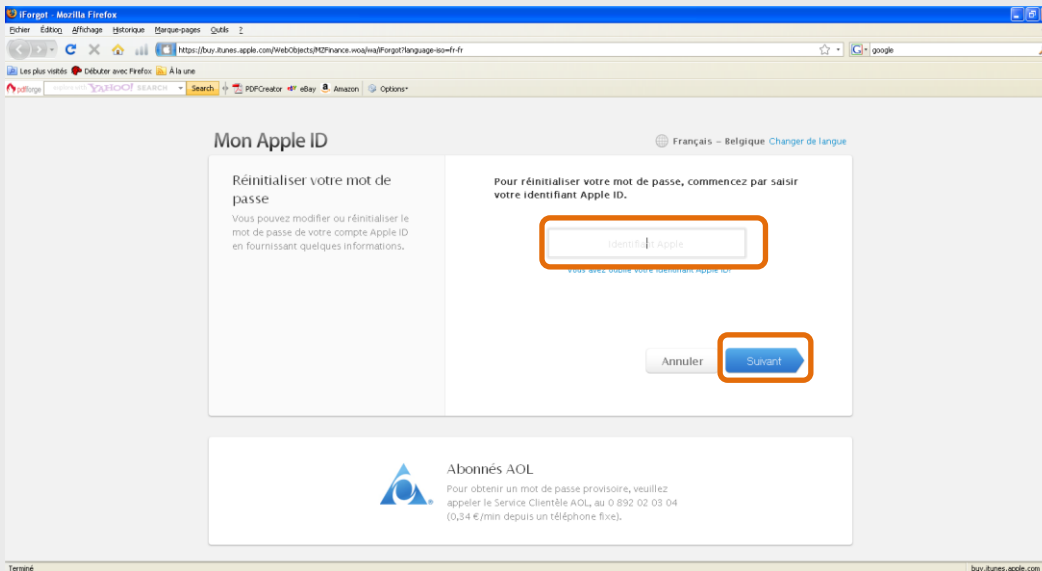 iForgot - Mozilla Firefox
Fichier Édition Affichage Historique Marque-pages Outils ?
https://buy.itunes.apple.com/WebObjects/MZFinance.woa/wa/iForgot?language-iso=fr-fr
google
Les plus visités Débuter avec Firefox À la une
pdfforge YAHOO! SEARCH Search PDFCreator eBay Amazon Options
Mon Apple ID
Français – Belgique Changer de langue
Réinitialiser votre mot de
passe
Vous pouvez modifier ou réinitialiser le
mot de passe de votre compte Apple ID
en fournissant quelques informations.
Pour réinitialiser votre mot de passe, commencez par saisir
votre identifiant Apple ID.
Identifiant Apple
Vous avez oublié votre identifiant Apple ID?
Annuler
Suivant
Abonnés AOL
Pour obtenir un mot de passe provisoire, veuillez
appeler le Service Clientèle AOL, au 0 892 02 03 04
(0,34 €/min depuis un téléphone fixe).
Terminé
buy.itunes.apple.com